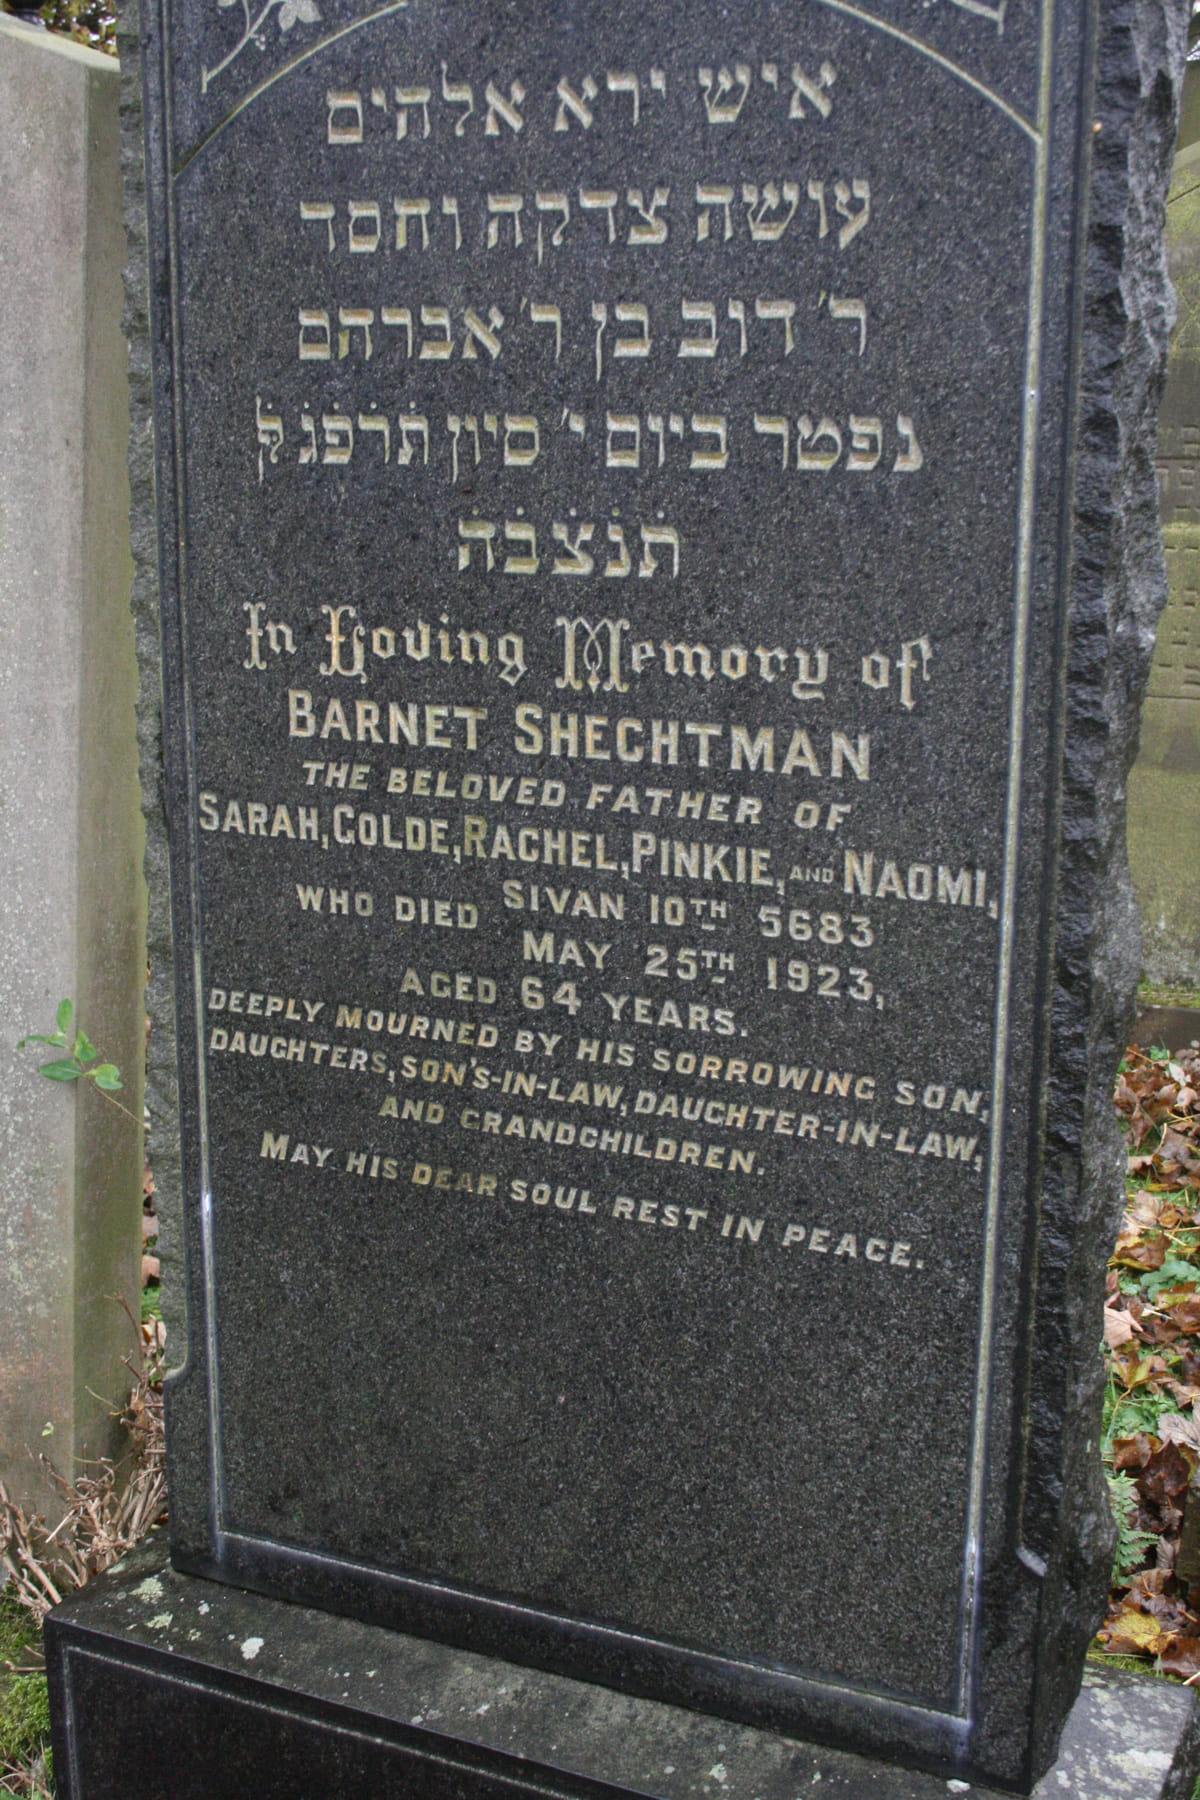 איש ירא אלהים
עושה צדקה וחסד
ר' דוב בן ר' אברהם
נפטר ביום י' סיון תרפג לק
תנצבה
In Loving Memory of
BARNET SHECHTMAN
THE BELOVED FATHER OF
SARAH, GOLDE, RACHEL, PINKIE, AND NAOMI,
WHO DIED SIVAN 10TH 5683
MAY 25TH 1923,
AGED 64 YEARS.
DEEPLY MOURNED BY HIS SORROWING SON,
DAUGHTERS, SON'S-IN-LAW, DAUGHTER-IN-LAW,
AND GRANDCHILDREN.
MAY HIS DEAR SOUL REST IN PEACE.